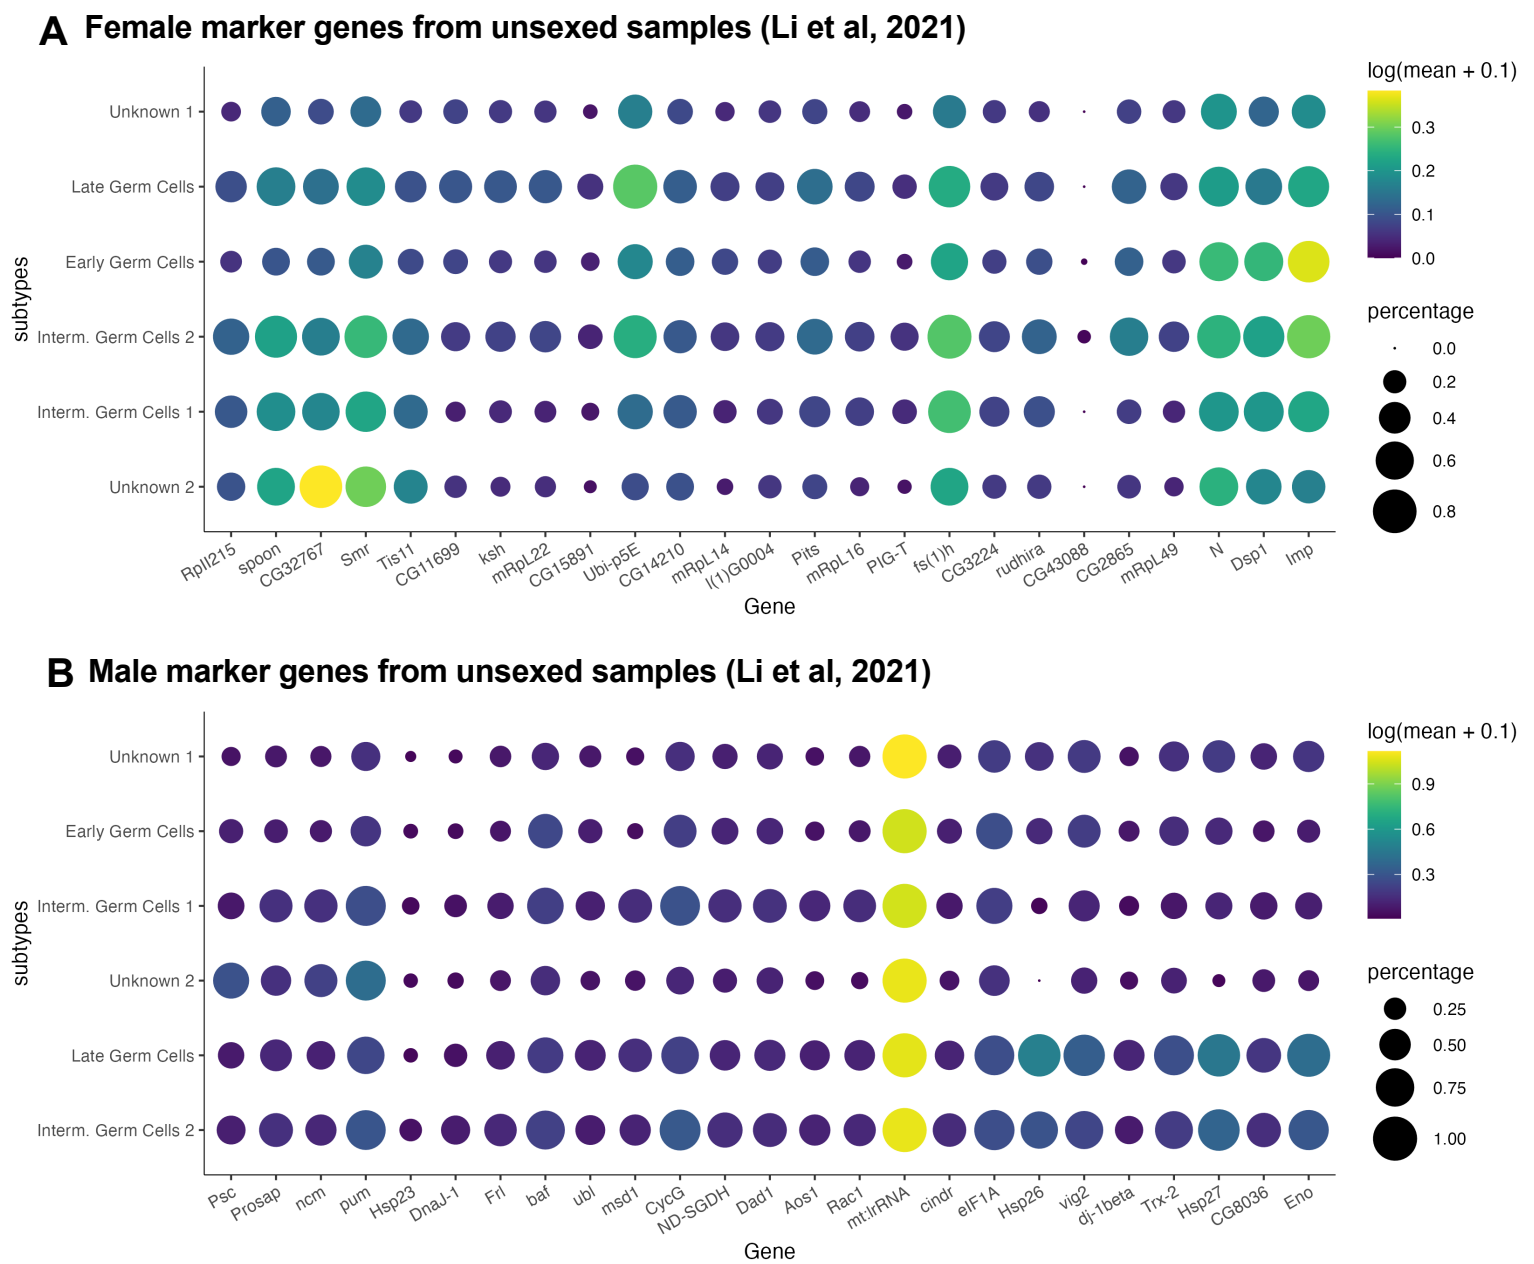 A Female marker genes from unsexed samples (Li et al, 2021)
log(mean + 0.1)
0.3
0.2
0.1
0.0
percentage
0.0
0.2
0.4
0.6
0.8
subtypes
Unknown 1
Late Germ Cells
Early Germ Cells
Interm. Germ Cells 2
Interm. Germ Cells 1
Unknown 2
RpII215 spoon CG32767 Smr Tis11 CG11699 ksh mRpL22 CG15891 Ubi-p5E CG14210 mRpL14 l(1)G0004 Pits mRpL16 PIG-T fs(1)h CG3224 rudhira CG43088 CG2865 mRpL49 N Dsp1 Imp
Gene
B Male marker genes from unsexed samples (Li et al, 2021)
log(mean + 0.1)
0.9
0.6
0.3
percentage
0.25
0.50
0.75
1.00
subtypes
Unknown 1
Early Germ Cells
Interm. Germ Cells 1
Unknown 2
Late Germ Cells
Interm. Germ Cells 2
Psc Prosap ncm pum Hsp23 DnaJ-1 Frl baf ubl msd1 CycG ND-SGDH Dad1 Aos1 Rac1 mt:lrRNA cindr eIF1A Hsp26 vig2 dj-1beta Trx-2 Hsp27 CG8036 Eno
Gene